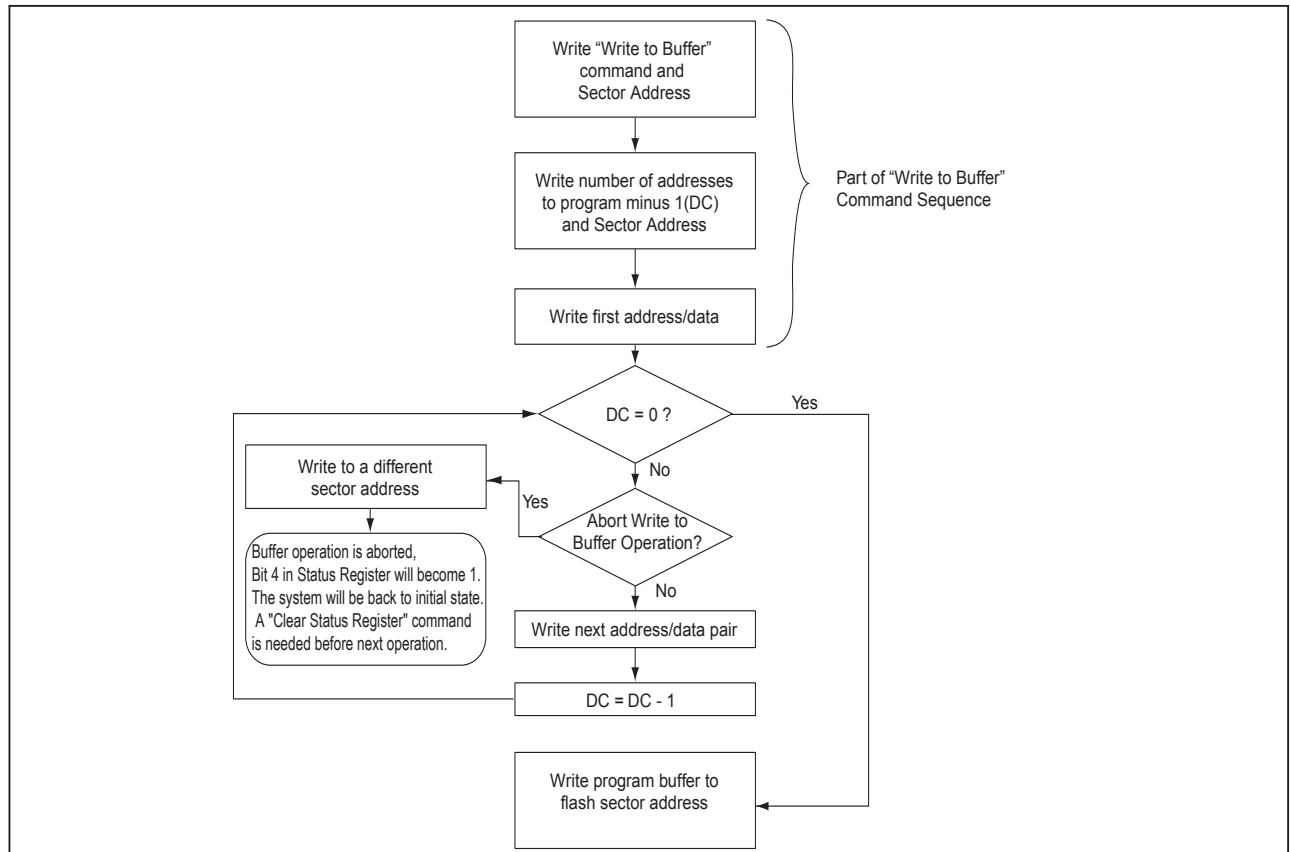 Write “Write to Buffer”
command and
Sector Address
Write number of addresses
to program minus 1(DC)
and Sector Address
Part of “Write to Buffer”
Command Sequence
Write first address/data
DC = 0 ?
Yes
No
Write to a different
sector address
Yes
Abort Write to
Buffer Operation?
Buffer operation is aborted,
Bit 4 in Status Register will become 1.
The system will be back to initial state.
A "Clear Status Register" command
is needed before next operation.
No
Write next address/data pair
DC = DC - 1
Write program buffer to
flash sector address